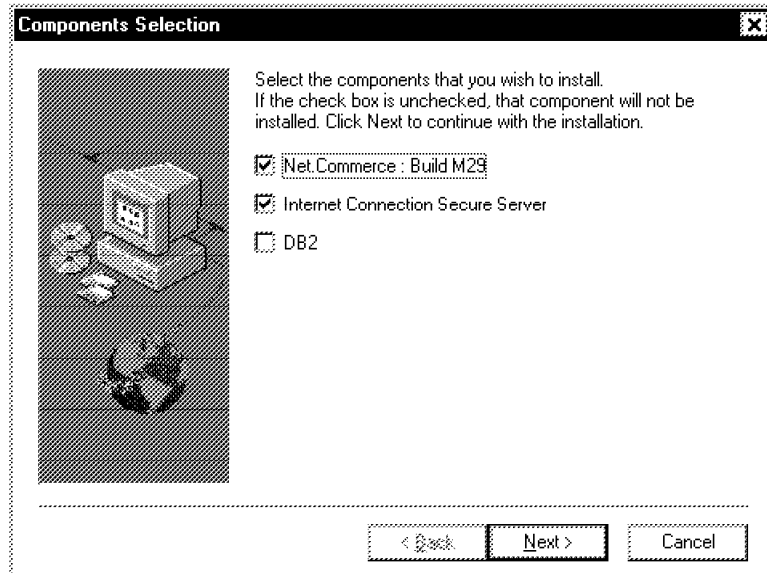 Components Selection
Select the components that you wish to install.
If the check box is unchecked, that component will not be
installed. Click Next to continue with the installation.
Net.Commerce : Build M29
Internet Connection Secure Server
DB2
< Back
Next >
Cancel